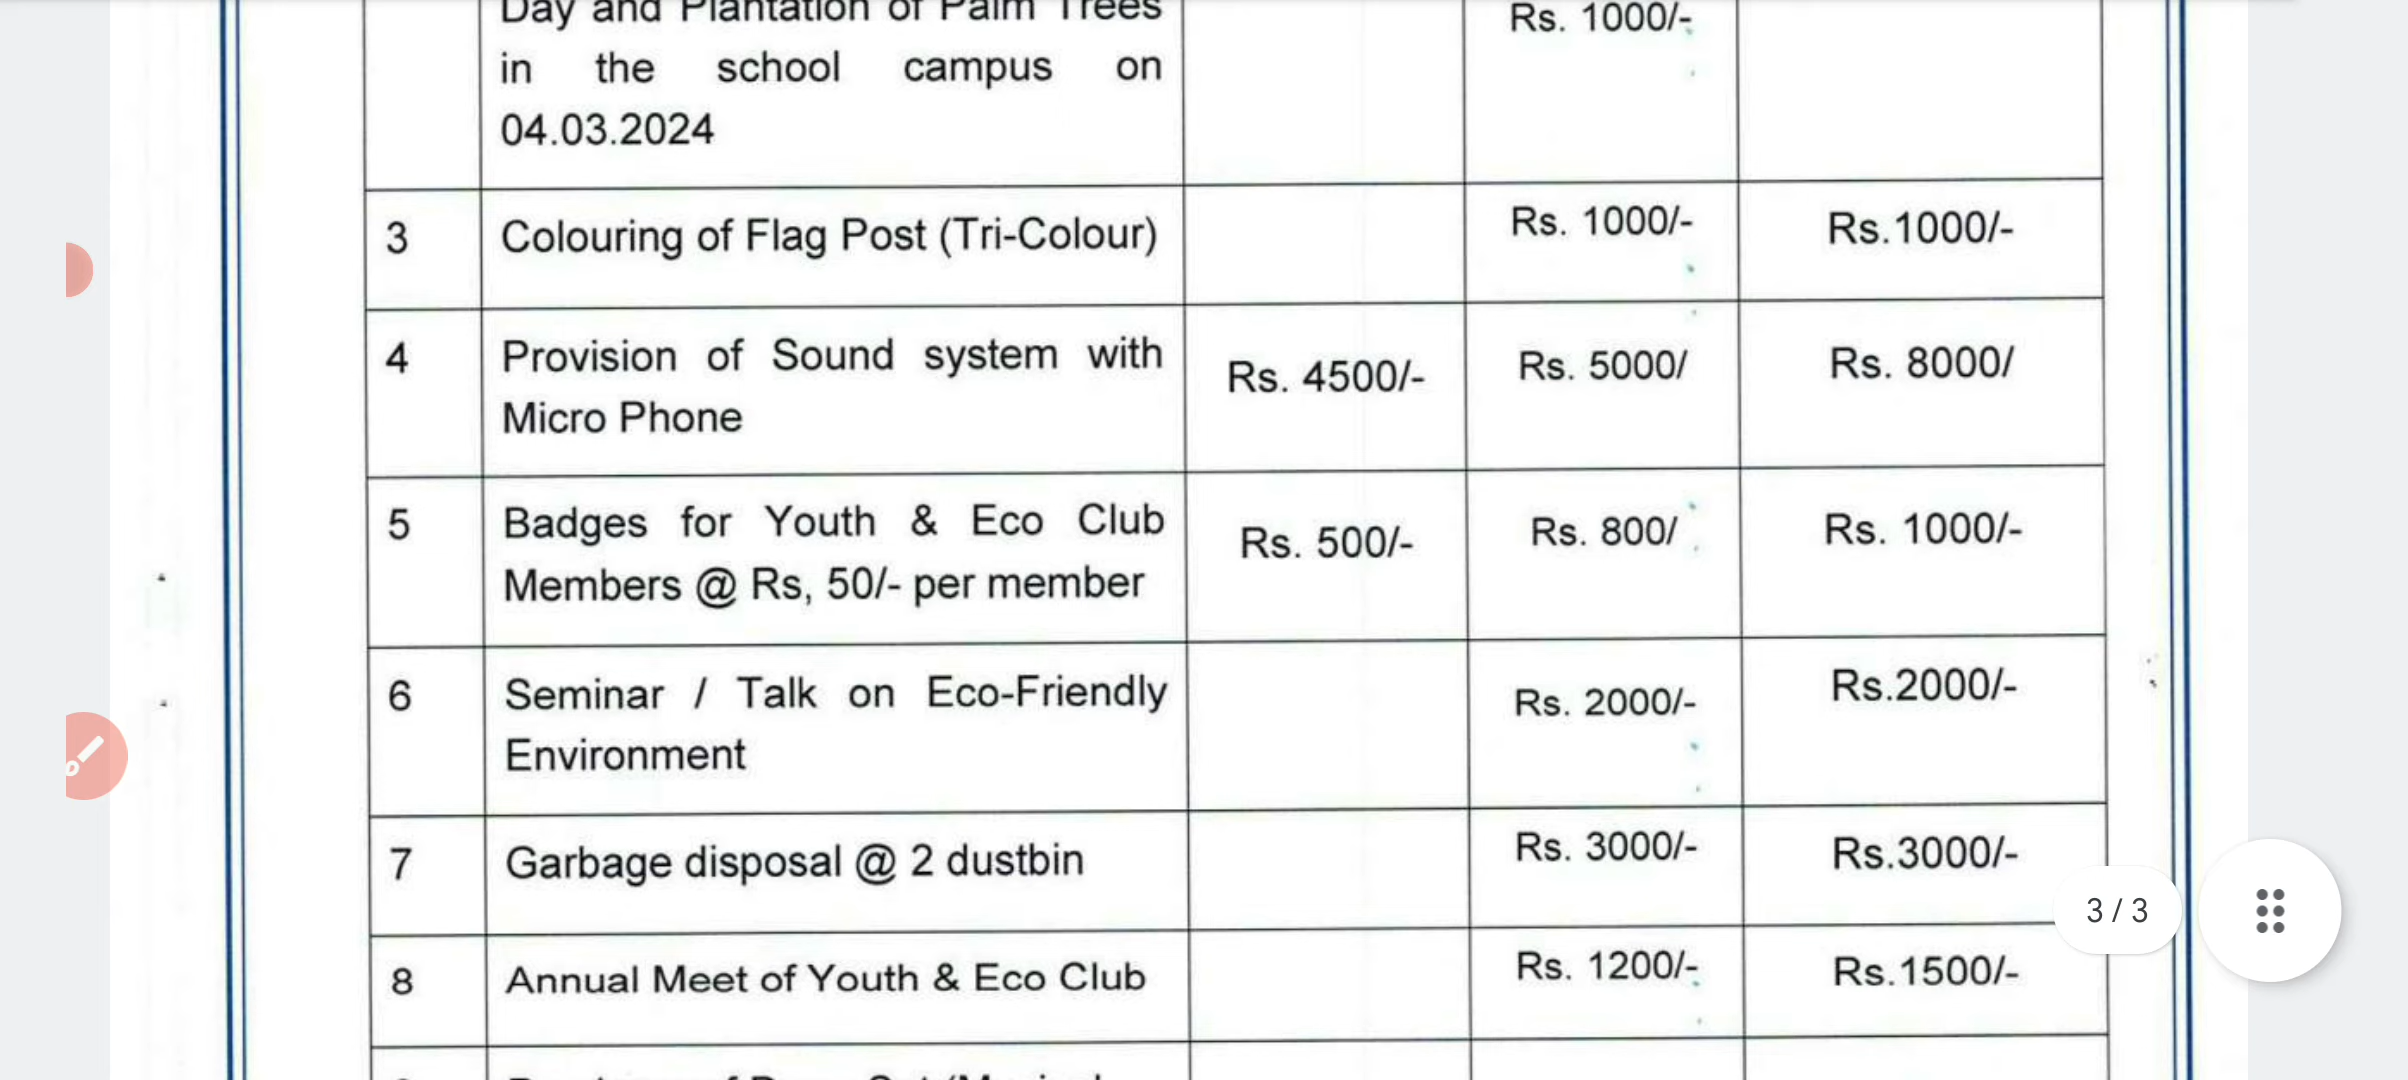 Day and Plantation of Palm Trees
Rs. 1000/-
in the school campus on
04.03.2024
3 Colouring of Flag Post (Tri-Colour) Rs. 1000/- Rs.1000/-
4 Provision of Sound system with
Micro Phone Rs. 4500/- Rs. 5000/ Rs. 8000/
5 Badges for Youth & Eco Club
Members @ Rs, 50/- per member Rs. 500/- Rs. 800/ Rs. 1000/-
6 Seminar / Talk on Eco-Friendly
Environment Rs. 2000/- Rs.2000/-
7 Garbage disposal @ 2 dustbin Rs. 3000/- Rs.3000/-
3 / 3
8 Annual Meet of Youth & Eco Club Rs. 1200/- Rs.1500/-